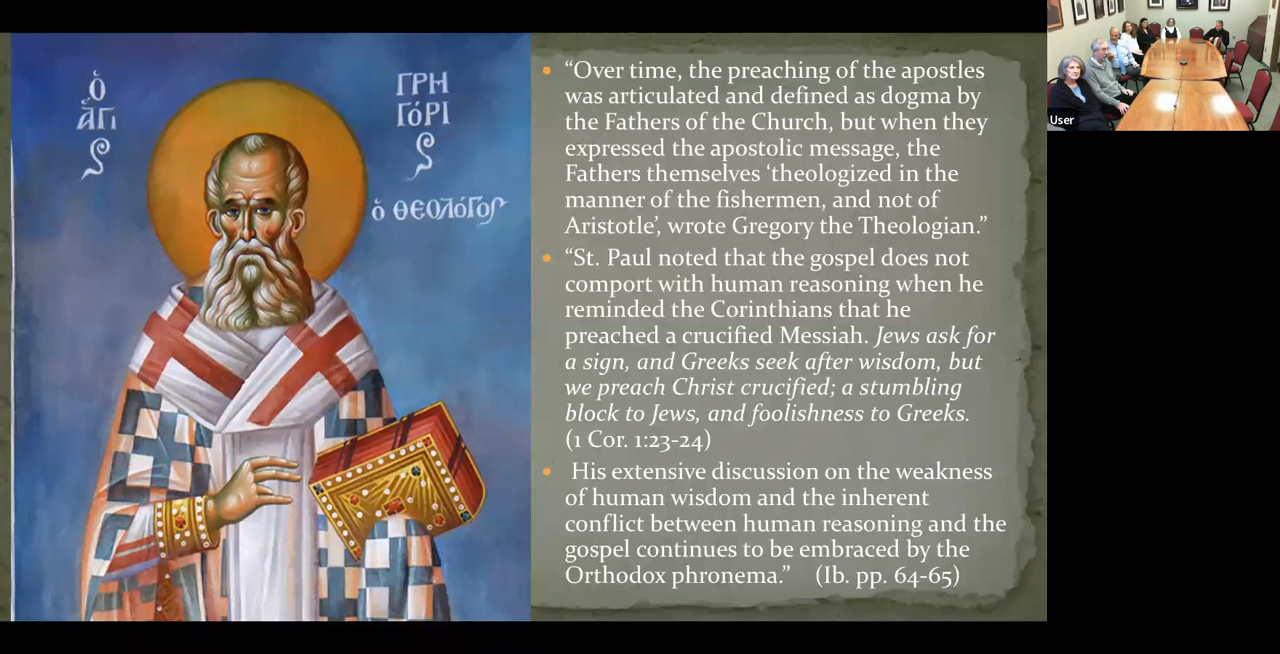 ὁ
ἍΓΙ
Ϛ
ΓΡΗ
ΓΌΡΙ
Ϛ
ὁ ΘΕΟΛΌΓΟϚ
• “Over time, the preaching of the apostles
was articulated and defined as dogma by
the Fathers of the Church, but when they
expressed the apostolic message, the
Fathers themselves ‘theologized in the
manner of the fishermen, and not of
Aristotle’, wrote Gregory the Theologian.”
• “St. Paul noted that the gospel does not
comport with human reasoning when he
reminded the Corinthians that he
preached a crucified Messiah. Jews ask for
a sign, and Greeks seek after wisdom, but
we preach Christ crucified; a stumbling
block to Jews, and foolishness to Greeks.
(1 Cor. 1:23-24)
• His extensive discussion on the weakness
of human wisdom and the inherent
conflict between human reasoning and the
gospel continues to be embraced by the
Orthodox phronema.” (Ib. pp. 64-65)
User